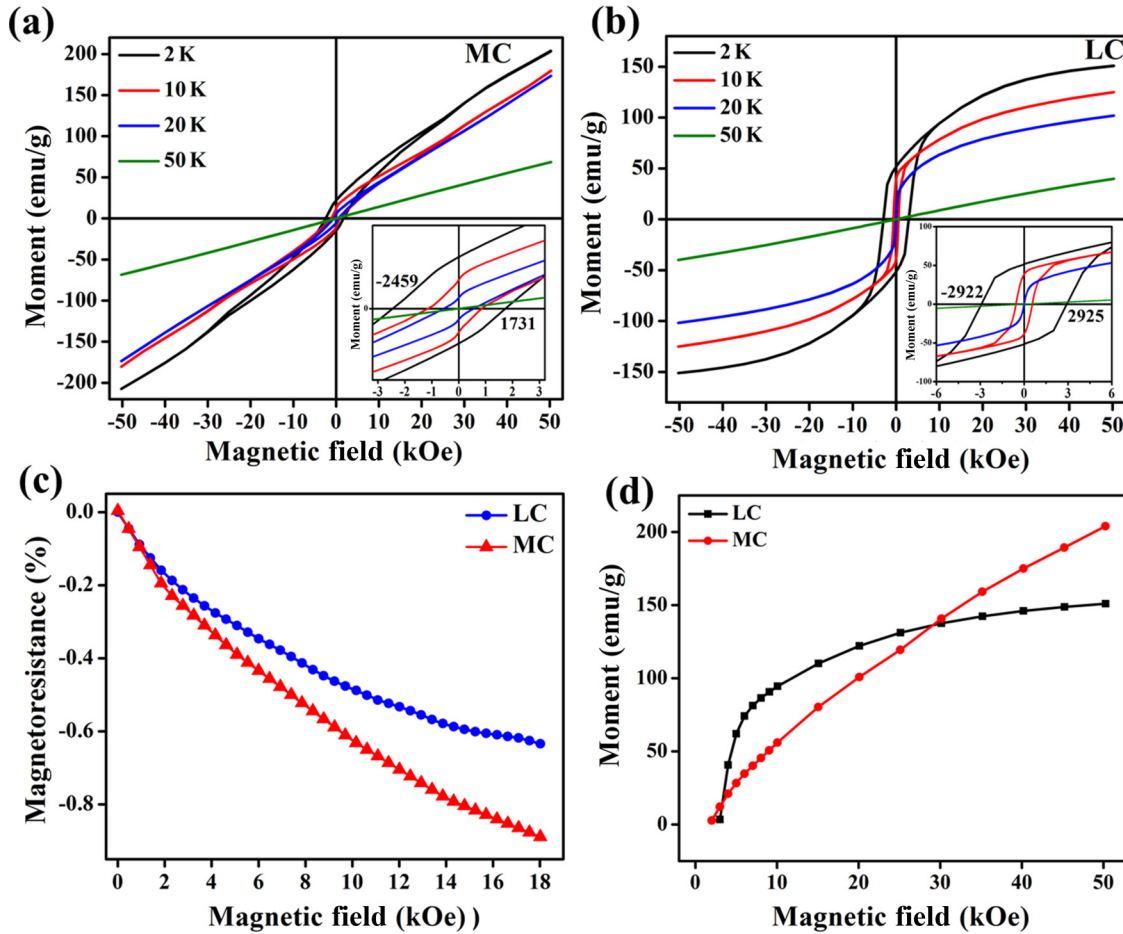 (a)
MC
2 K
10 K
20 K
50 K
Moment (emu/g)
200
150
100
50
0
-50
-100
-150
-200
-50 -40 -30 -20 -10 0 10 20 30 40 50
Magnetic field (kOe)
Moment (emu/g)
0
-2459
1731
-3 -2 -1 0 1 2 3
(b)
LC
2 K
10 K
20 K
50 K
Moment (emu/g)
150
100
50
0
-50
-100
-150
-50 -40 -30 -20 -10 0 10 20 30 40 50
Magnetic field (kOe)
Moment (emu/g)
100
50
0
-50
-100
-2922
2925
-6 -3 0 3 6
(c)
LC
MC
Magnetoresistance (%)
0.0
-0.2
-0.4
-0.6
-0.8
0 2 4 6 8 10 12 14 16 18
Magnetic field (kOe) )
(d)
LC
MC
Moment (emu/g)
200
150
100
50
0
0 10 20 30 40 50
Magnetic field (kOe)